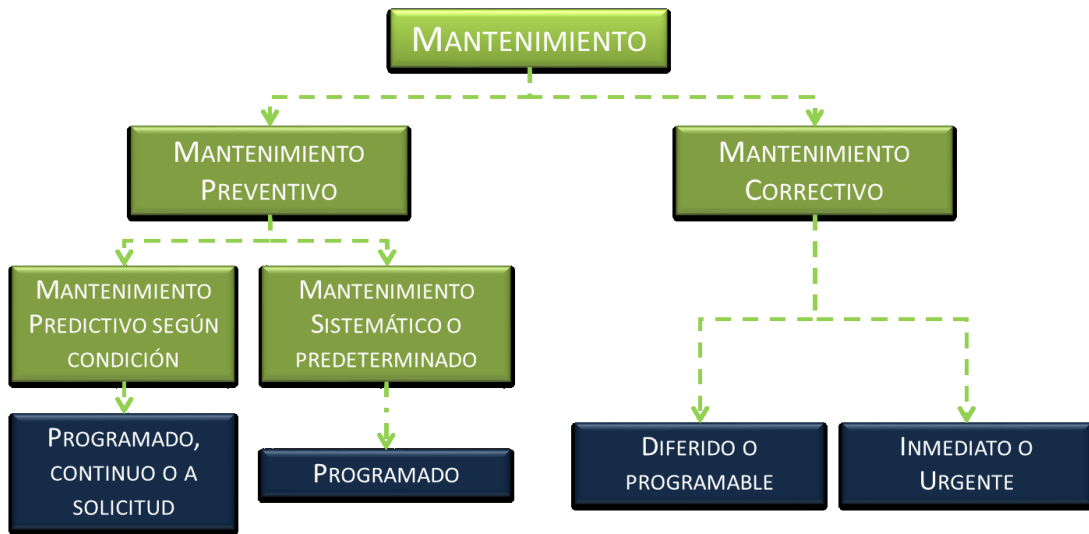 MANTENIMIENTO
MANTENIMIENTO
PREVENTIVO
MANTENIMIENTO
CORRECTIVO
MANTENIMIENTO
PREDICTIVO SEGÚN
CONDICIÓN
MANTENIMIENTO
SISTEMÁTICO O
PREDETERMINADO
PROGRAMADO,
CONTINUO O A
SOLICITUD
PROGRAMADO
DIFERIDO O
PROGRAMABLE
INMEDIATO O
URGENTE